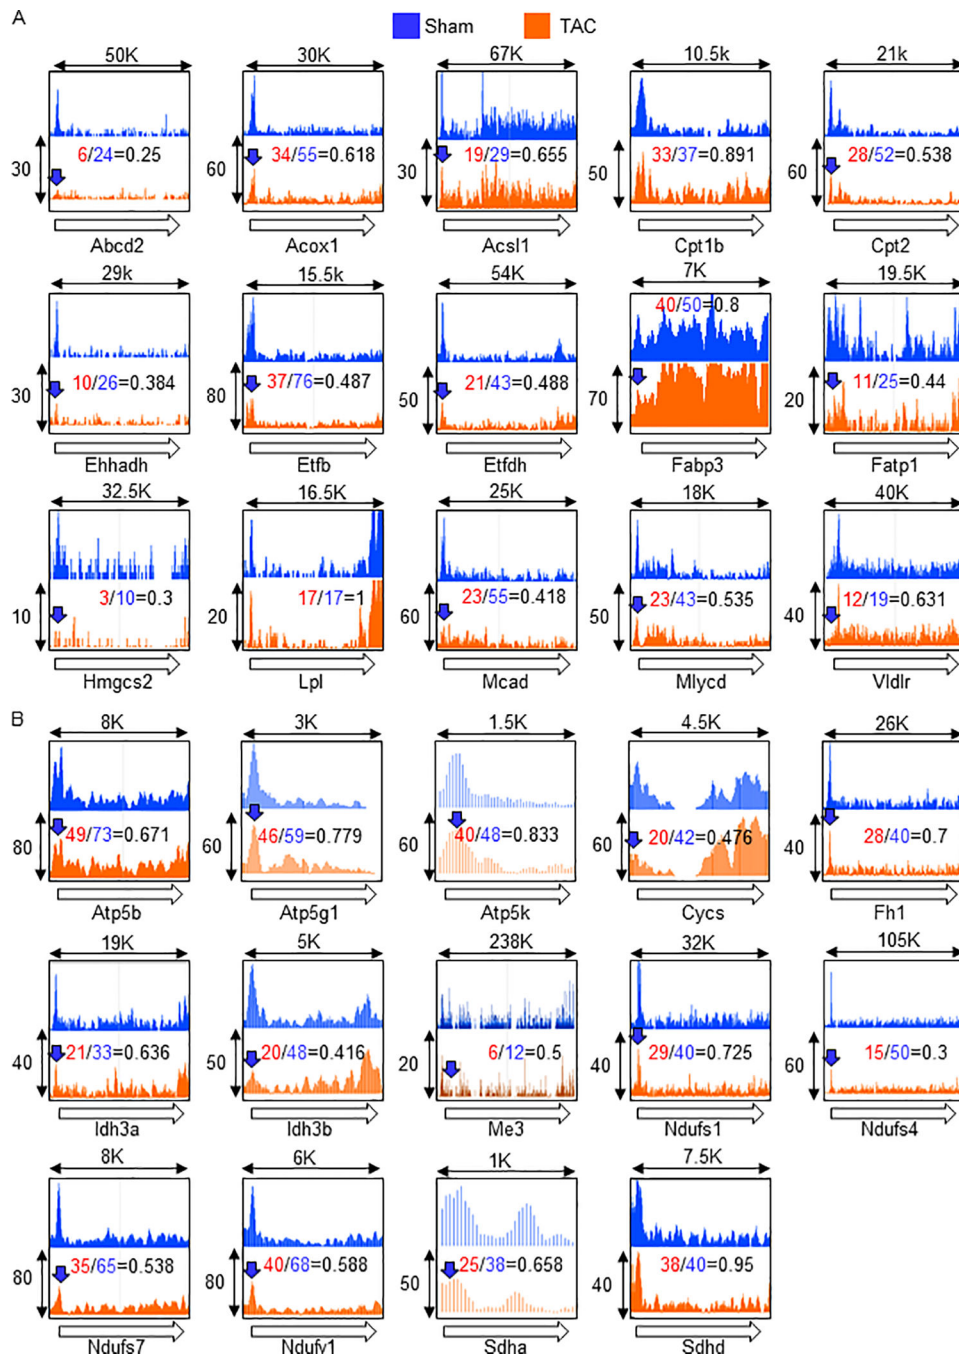 A
Sham TAC
50K 30K 67K 10.5k 21k
6/24=0.25 34/55=0.618 19/29=0.655 33/37=0.891 28/52=0.538
30 60 30 50 60
Abcd2 Acox1 Acsl1 Cpt1b Cpt2
29k 15.5k 54K 7K 19.5K
40/50=0.8
10/26=0.384 37/76=0.487 21/43=0.488 11/25=0.44
30 80 50 70 20
Ehhadh Etfb Etfdh Fabp3 Fatp1
32.5K 16.5K 25K 18K 40K
3/10=0.3 17/17=1 23/55=0.418 23/43=0.535 12/19=0.631
10 20 60 50 40
Hmgcs2 Lpl Mcad Mlycd Vldlr
B
8K 3K 1.5K 4.5K 26K
49/73=0.671 46/59=0.779 40/48=0.833 20/42=0.476 28/40=0.7
80 60 60 60 40
Atp5b Atp5g1 Atp5k Cycs Fh1
19K 5K 238K 32K 105K
21/33=0.636 20/48=0.416 6/12=0.5 29/40=0.725 15/50=0.3
40 50 20 40 60
Idh3a Idh3b Me3 Ndufs1 Ndufs4
8K 6K 1K 7.5K
35/65=0.538 40/68=0.588 25/38=0.658 38/40=0.95
80 80 50 40
Ndufs7 Ndufv1 Sdha Sdhd